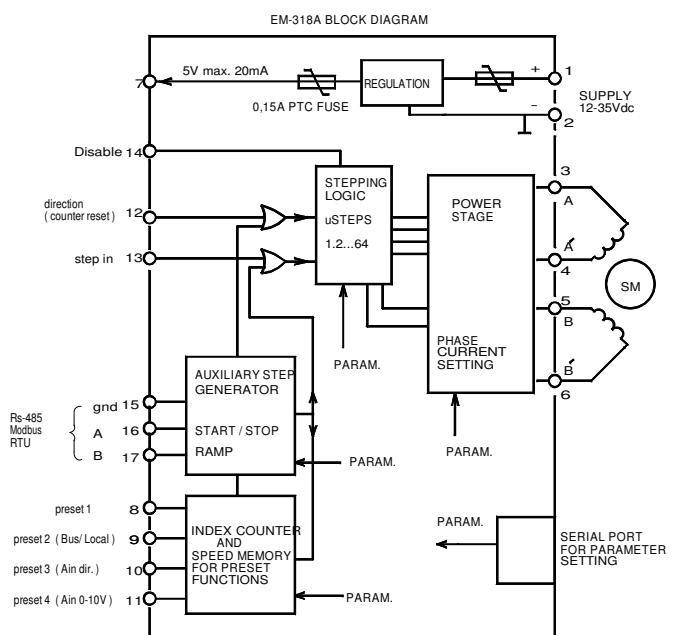 EM-318A BLOCK DIAGRAM
7
5V max. 20mA
0,15A PTC FUSE
REGULATION
+
1
SUPPLY
12-35Vdc
-
2
Disable 14
direction
( counter reset )
12
step in 13
STEPPING
LOGIC
uSTEPS
1.2...64
POWER
STAGE
PHASE
CURRENT
SETTING
3
A
A'
4
SM
5
B
B'
6
PARAM.
PARAM.
AUXILIARY STEP
GENERATOR
START / STOP
RAMP
PARAM.
Rs-485
Modbus
RTU
gnd 15
A 16
B 17
preset 1 8
preset 2 ( Bus/ Local ) 9
preset 3 ( Ain dir. ) 10
preset 4 ( Ain 0-10V ) 11
INDEX COUNTER
AND
SPEED MEMORY
FOR PRESET
FUNCTIONS
PARAM.
PARAM.
SERIAL PORT
FOR PARAMETER
SETTING